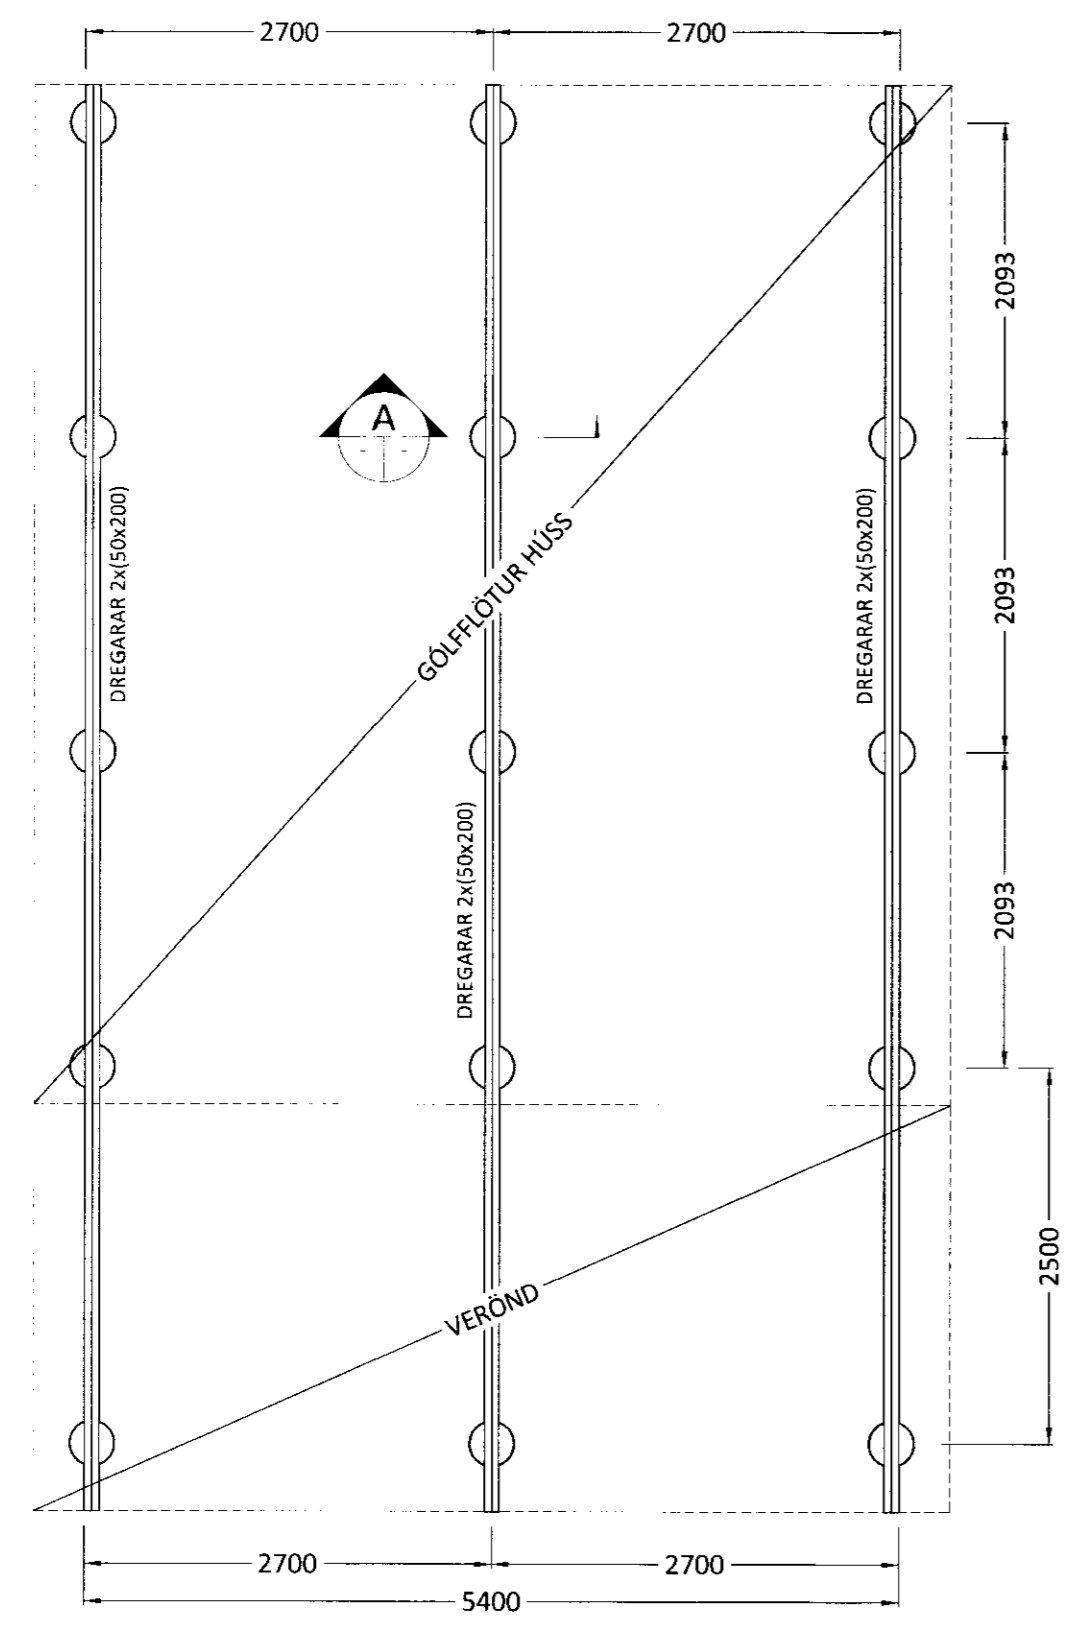 2700 2700
2093
A
DREGARAR 2x(50x200)
DREGARAR 2x(50x200)
GÓLFFLÖTUR HÚSS
2093
DREGARAR 2x(50x200)
2093
2500
VERÖND
2700 2700
5400